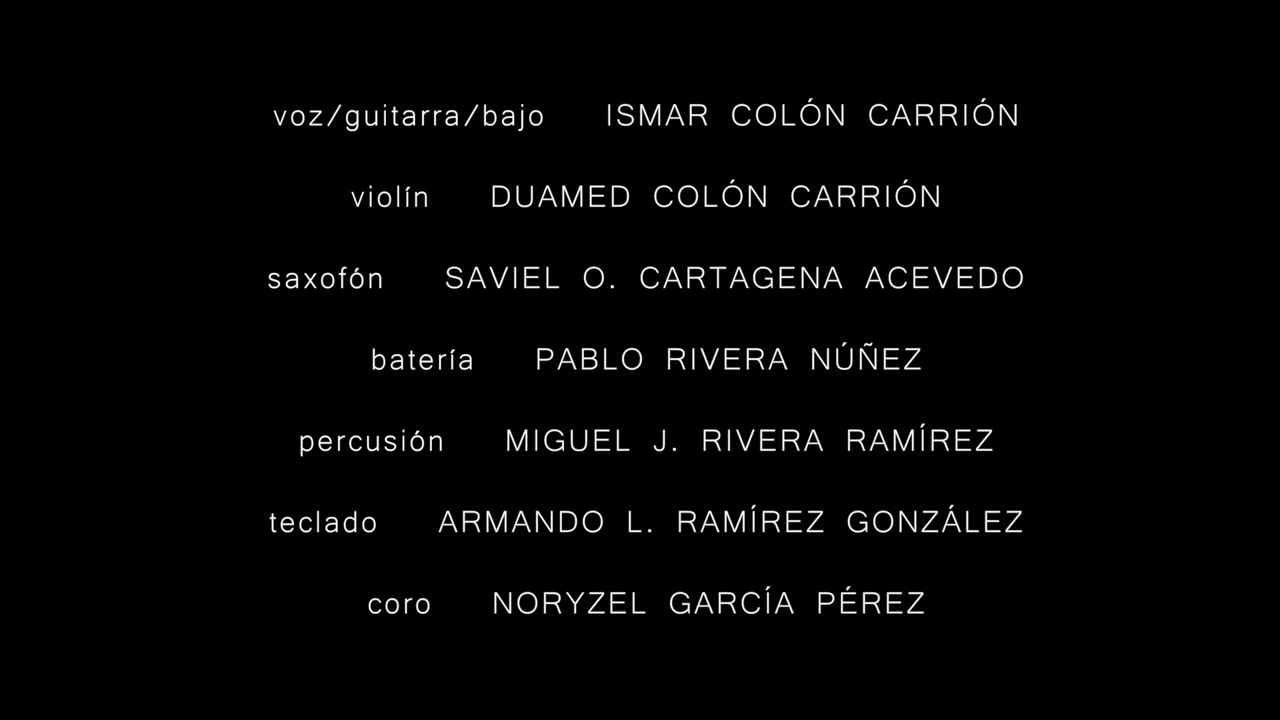 voz/guitarra/bajo ISMAR COLÓN CARRIÓN
violín DUAMED COLÓN CARRIÓN
saxofón SAVIEL O. CARTAGENA ACEVEDO
batería PABLO RIVERA NÚÑEZ
percusión MIGUEL J. RIVERA RAMÍREZ
teclado ARMANDO L. RAMÍREZ GONZÁLEZ
coro NORYZEL GARCÍA PÉREZ